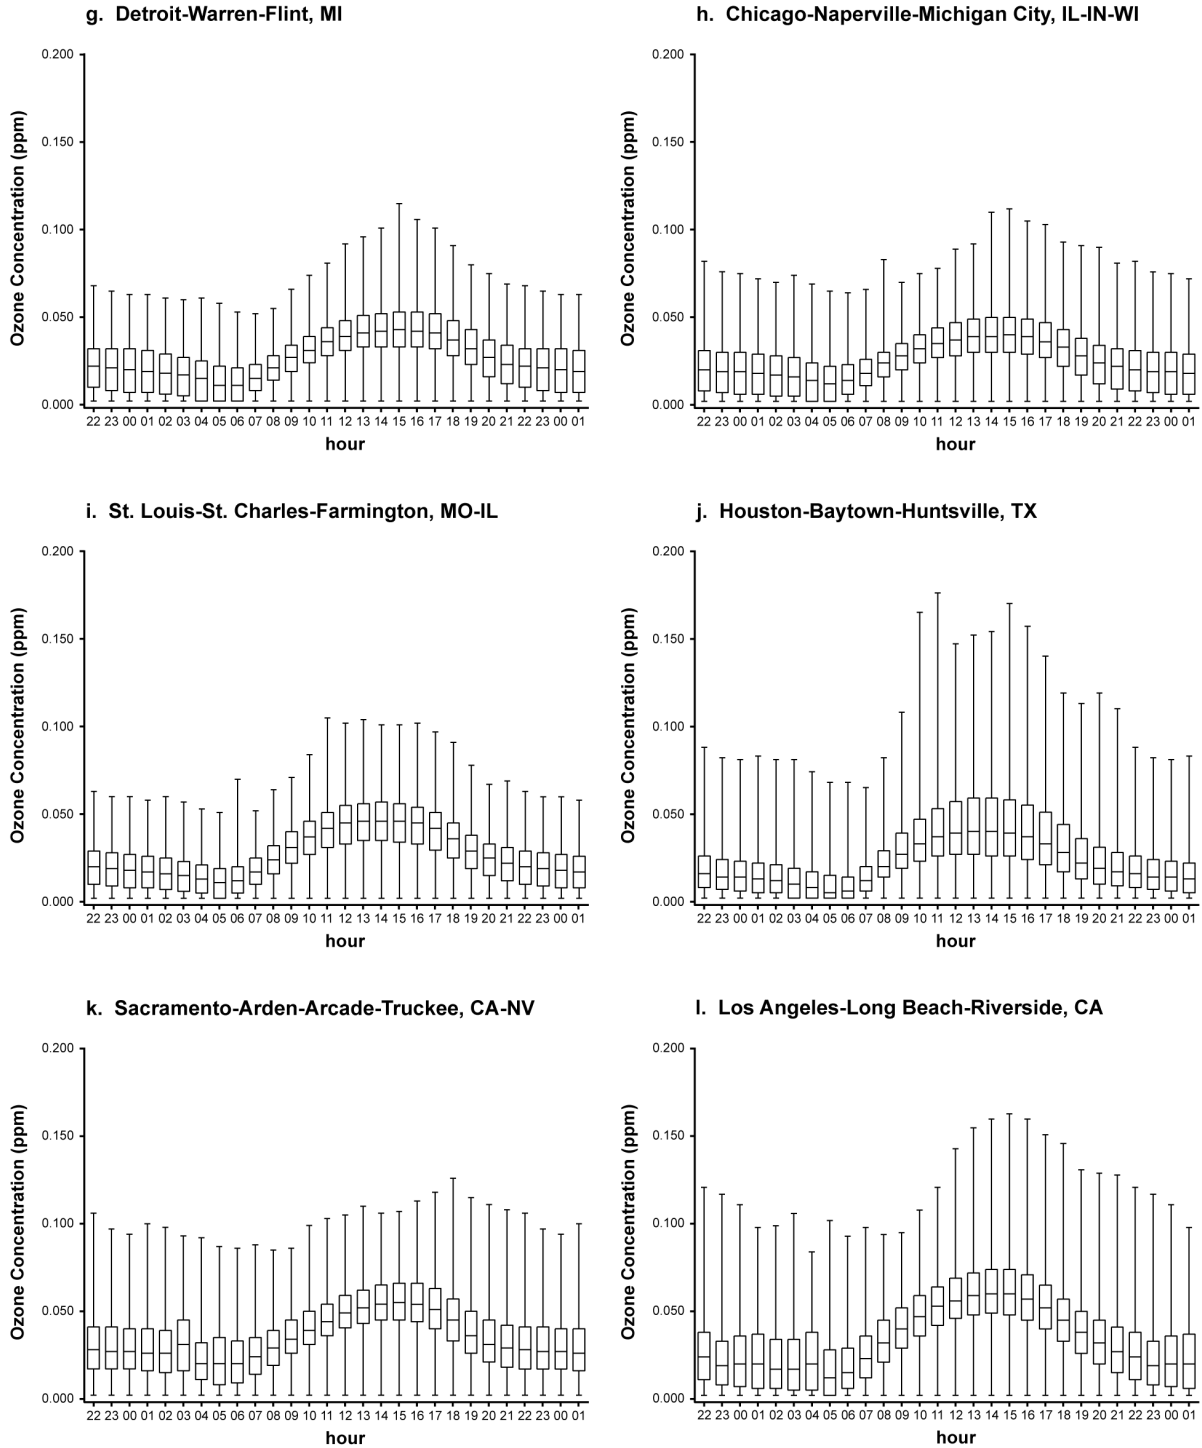 g. Detroit-Warren-Flint, MI
h. Chicago-Naperville-Michigan City, IL-IN-WI
Ozone Concentration (ppm)
0.200
0.150
0.100
0.050
0.000
22 23 00 01 02 03 04 05 06 07 08 09 10 11 12 13 14 15 16 17 18 19 20 21 22 23 00 01
hour
Ozone Concentration (ppm)
0.200
0.150
0.100
0.050
0.000
22 23 00 01 02 03 04 05 06 07 08 09 10 11 12 13 14 15 16 17 18 19 20 21 22 23 00 01
hour
i. St. Louis-St. Charles-Farmington, MO-IL
j. Houston-Baytown-Huntsville, TX
Ozone Concentration (ppm)
0.200
0.150
0.100
0.050
0.000
22 23 00 01 02 03 04 05 06 07 08 09 10 11 12 13 14 15 16 17 18 19 20 21 22 23 00 01
hour
Ozone Concentration (ppm)
0.200
0.150
0.100
0.050
0.000
22 23 00 01 02 03 04 05 06 07 08 09 10 11 12 13 14 15 16 17 18 19 20 21 22 23 00 01
hour
k. Sacramento-Arden-Arcade-Truckee, CA-NV
l. Los Angeles-Long Beach-Riverside, CA
Ozone Concentration (ppm)
0.200
0.150
0.100
0.050
0.000
22 23 00 01 02 03 04 05 06 07 08 09 10 11 12 13 14 15 16 17 18 19 20 21 22 23 00 01
hour
Ozone Concentration (ppm)
0.200
0.150
0.100
0.050
0.000
22 23 00 01 02 03 04 05 06 07 08 09 10 11 12 13 14 15 16 17 18 19 20 21 22 23 00 01
hour